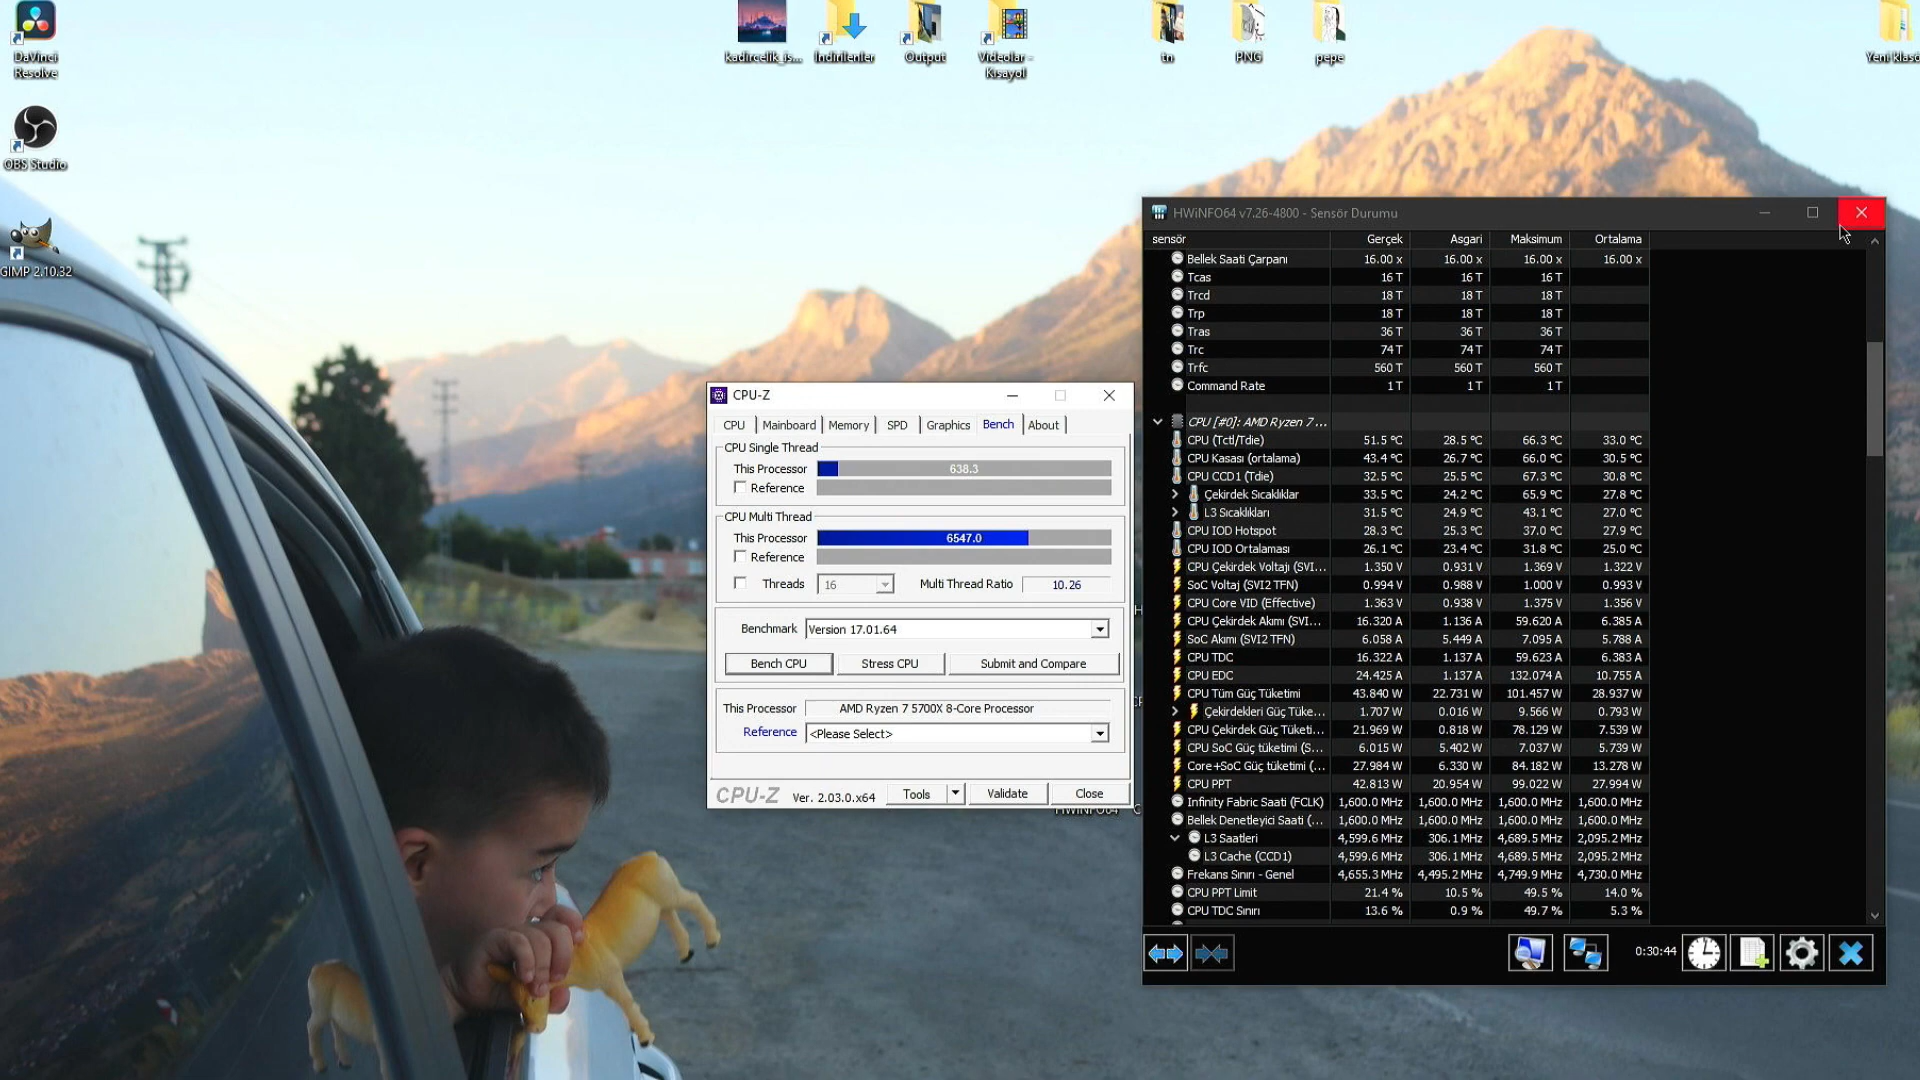 DaVinci
Resolve
OBS Studio
GIMP 2.10.32
kadircelik_is...
İndirilenler
Output
Videolar -
Kısayol
tn
PNG
pepe
Yeni klasö
CPU-Z
CPU Mainboard Memory SPD Graphics Bench About
CPU Single Thread
This Processor 638.3
Reference
CPU Multi Thread
This Processor 6547.0
Reference
Threads 16 Multi Thread Ratio 10.26
Benchmark Version 17.01.64
Bench CPU Stress CPU Submit and Compare
This Processor AMD Ryzen 7 5700X 8-Core Processor
Reference <Please Select>
CPU-Z Ver. 2.03.0.x64 Tools Validate Close
HWiNFO64
HWiNFO64 v7.26-4800 - Sensör Durumu
sensör Gerçek Asgari Maksimum Ortalama
Bellek Saati Çarpanı 16.00 x 16.00 x 16.00 x 16.00 x
Tcas 16 T 16 T 16 T
Trcd 18 T 18 T 18 T
Trp 18 T 18 T 18 T
Tras 36 T 36 T 36 T
Trc 74 T 74 T 74 T
Trfc 560 T 560 T 560 T
Command Rate 1 T 1 T 1 T
CPU [#0]: AMD Ryzen 7 ...
CPU (Tctl/Tdie) 51.5 °C 28.5 °C 66.3 °C 33.0 °C
CPU Kasası (ortalama) 43.4 °C 26.7 °C 66.0 °C 30.5 °C
CPU CCD1 (Tdie) 32.5 °C 25.5 °C 67.3 °C 30.8 °C
Çekirdek Sıcaklıklar 33.5 °C 24.2 °C 65.9 °C 27.8 °C
L3 Sıcaklıkları 31.5 °C 24.9 °C 43.1 °C 27.0 °C
CPU IOD Hotspot 28.3 °C 25.3 °C 37.0 °C 27.9 °C
CPU IOD Ortalaması 26.1 °C 23.4 °C 31.8 °C 25.0 °C
CPU Çekirdek Voltajı (SVI... 1.350 V 0.931 V 1.369 V 1.322 V
SoC Voltaj (SVI2 TFN) 0.994 V 0.988 V 1.000 V 0.993 V
CPU Core VID (Effective) 1.363 V 0.938 V 1.375 V 1.356 V
CPU Çekirdek Akımı (SVI... 16.320 A 1.136 A 59.620 A 6.385 A
SoC Akımı (SVI2 TFN) 6.058 A 5.449 A 7.095 A 5.788 A
CPU TDC 16.322 A 1.137 A 59.623 A 6.383 A
CPU EDC 24.425 A 1.137 A 132.074 A 10.755 A
CPU Tüm Güç Tüketimi 43.840 W 22.731 W 101.457 W 28.937 W
Çekirdekleri Güç Tüke... 1.707 W 0.016 W 9.566 W 0.793 W
CPU Çekirdek Güç Tüketi... 21.969 W 0.818 W 78.129 W 7.539 W
CPU SoC Güç tüketimi (S... 6.015 W 5.402 W 7.037 W 5.739 W
Core+SoC Güç tüketimi (... 27.984 W 6.330 W 84.182 W 13.278 W
CPU PPT 42.813 W 20.954 W 99.022 W 27.994 W
Infinity Fabric Saati (FCLK) 1,600.0 MHz 1,600.0 MHz 1,600.0 MHz 1,600.0 MHz
Bellek Denetleyici Saati (... 1,600.0 MHz 1,600.0 MHz 1,600.0 MHz 1,600.0 MHz
L3 Saatleri 4,599.6 MHz 306.1 MHz 4,689.5 MHz 2,095.2 MHz
L3 Cache (CCD1) 4,599.6 MHz 306.1 MHz 4,689.5 MHz 2,095.2 MHz
Frekans Sınırı - Genel 4,655.3 MHz 4,495.2 MHz 4,749.9 MHz 4,730.0 MHz
CPU PPT Limit 21.4 % 10.5 % 49.5 % 14.0 %
CPU TDC Sınırı 13.6 % 0.9 % 49.7 % 5.3 %
0:30:44